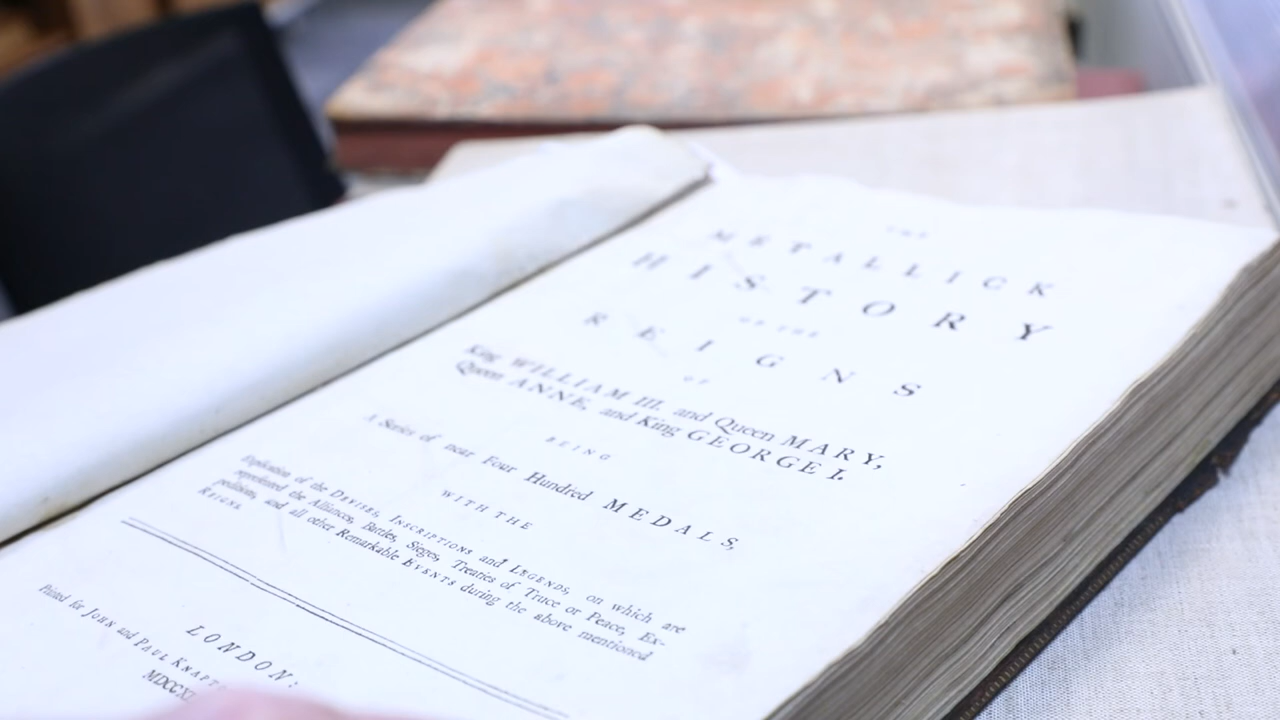 THE
METALLICK
HISTORY
OF THE
REIGNS
OF
King WILLIAM III. and Queen MARY,
Queen ANNE, and King GEORGE I.
BEING
A Series of near Four Hundred MEDALS,
WITH THE
Explication of the DEVISES, INSCRIPTIONS and LEGENDS, on which are
represented the Alliances, Battles, Sieges, Treaties of Truce or Peace, Ex-
peditions, and all other Remarkable EVENTS during the above mentioned
REIGNS.
LONDON:
Printed for JOHN and PAUL KNAPTO
MDCCXL